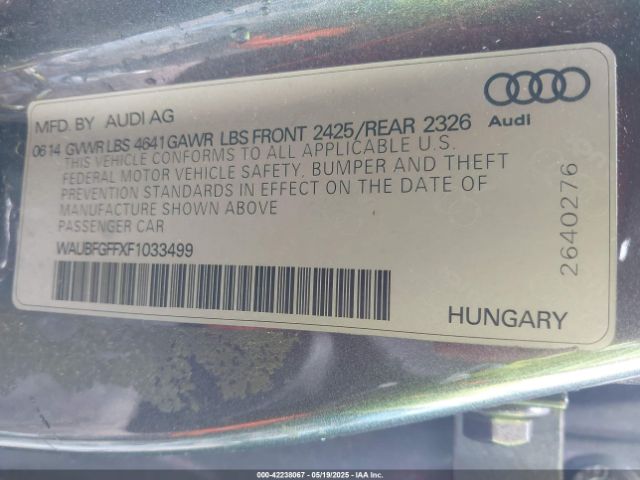 MFD. BY AUDI AG
0614 GVWR LBS 4641 GAWR LBS FRONT 2425/REAR 2326
THIS VEHICLE CONFORMS TO ALL APPLICABLE U.S.
FEDERAL MOTOR VEHICLE SAFETY, BUMPER AND THEFT
PREVENTION STANDARDS IN EFFECT ON THE DATE OF
MANUFACTURE SHOWN ABOVE
PASSENGER CAR
WAUBFGFFXF1033499
Audi
2640276
HUNGARY
000-42238067 - 05/19/2025 - IAAI Inc.